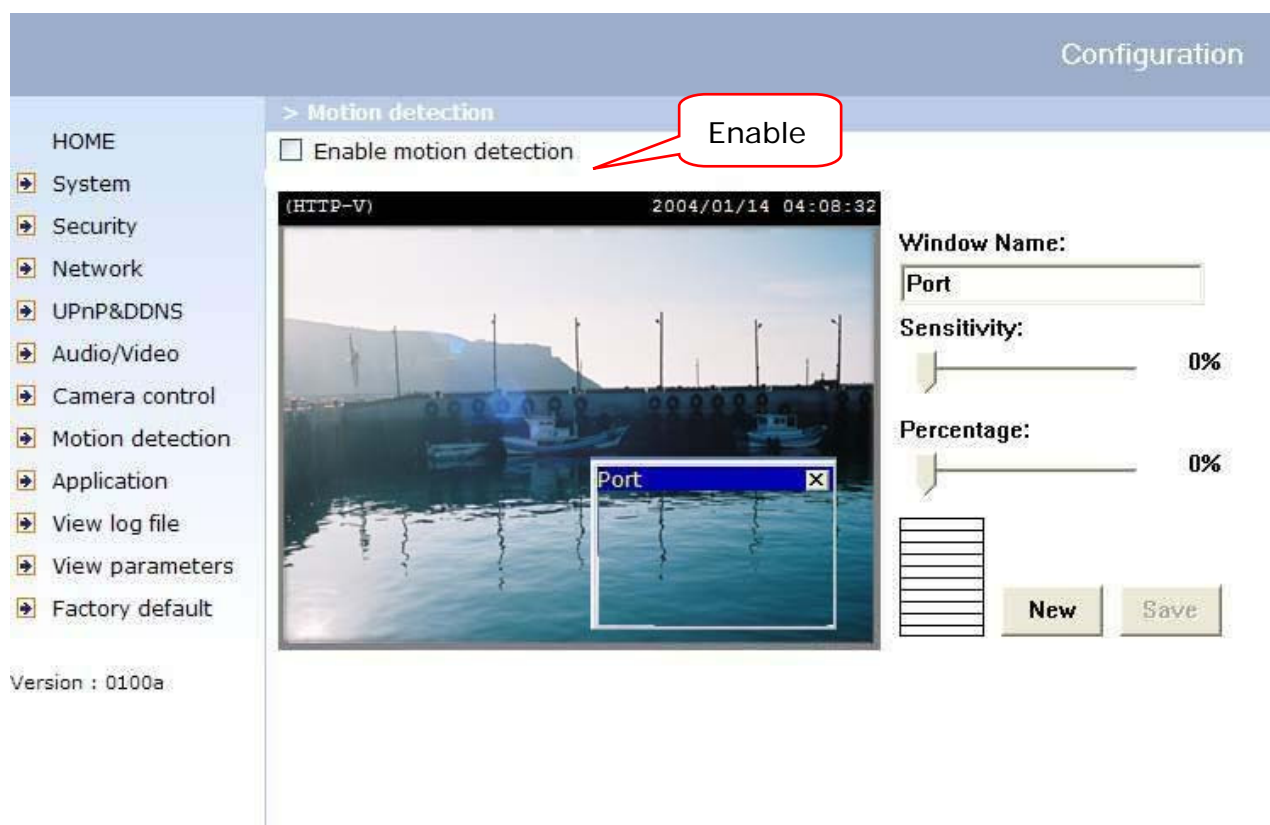 Configuration
HOME
System
Security
Network
UPnP&DDNS
Audio/Video
Camera control
Motion detection
Application
View log file
View parameters
Factory default
Version : 0100a
> Motion detection
Enable motion detection
Enable
(HTTP-V) 2004/01/14 04:08:32
Port
Window Name:
Port
Sensitivity:
0%
Percentage:
0%
New Save